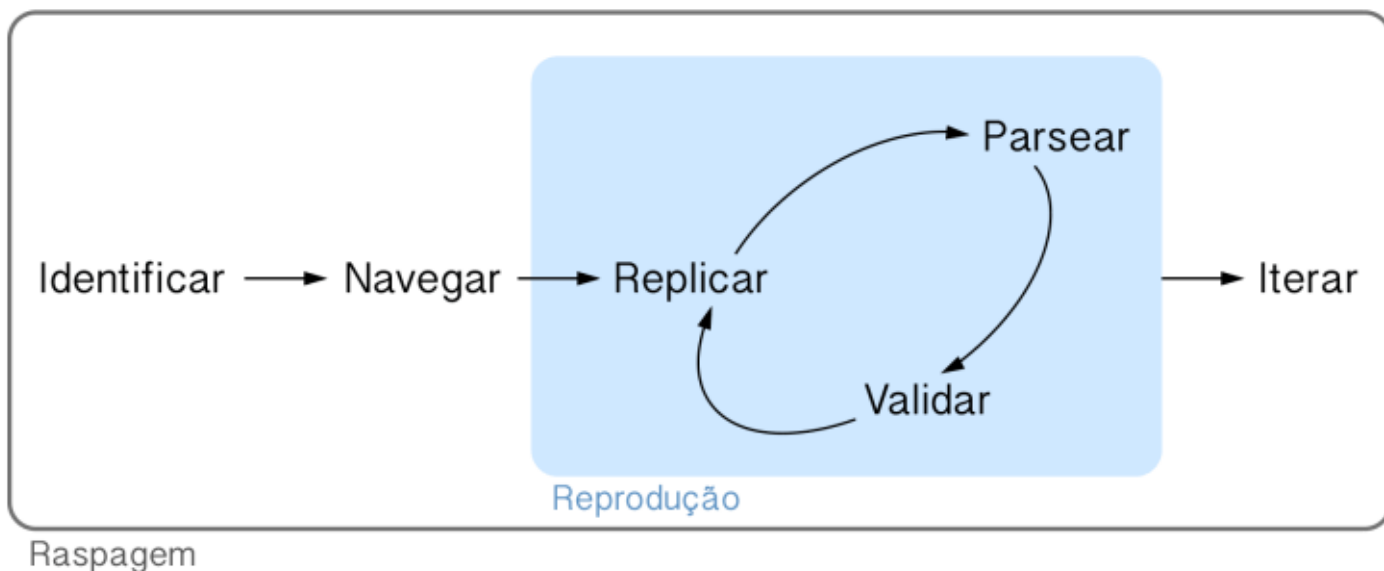 Parsear
Identificar
Navegar
Replicar
Iterar
Validar
Reprodução
Raspagem